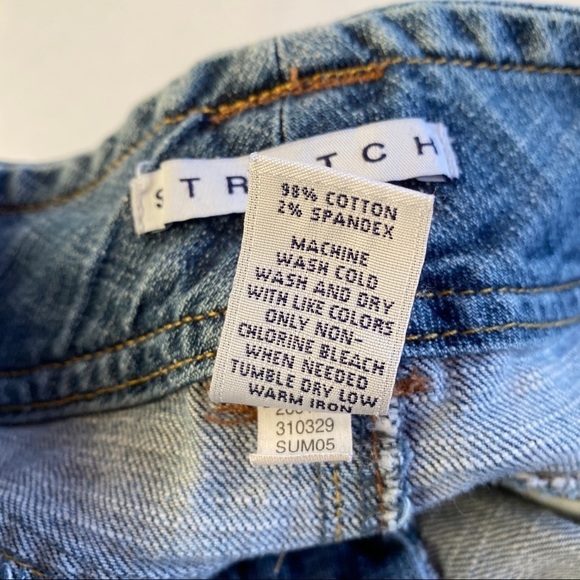 STRETCH
98% COTTON
2% SPANDEX
MACHINE
WASH COLD
WASH AND DRY
WITH LIKE COLORS
ONLY NON-
CHLORINE BLEACH
WHEN NEEDED
TUMBLE DRY LOW
WARM IRON
310329
SUM05